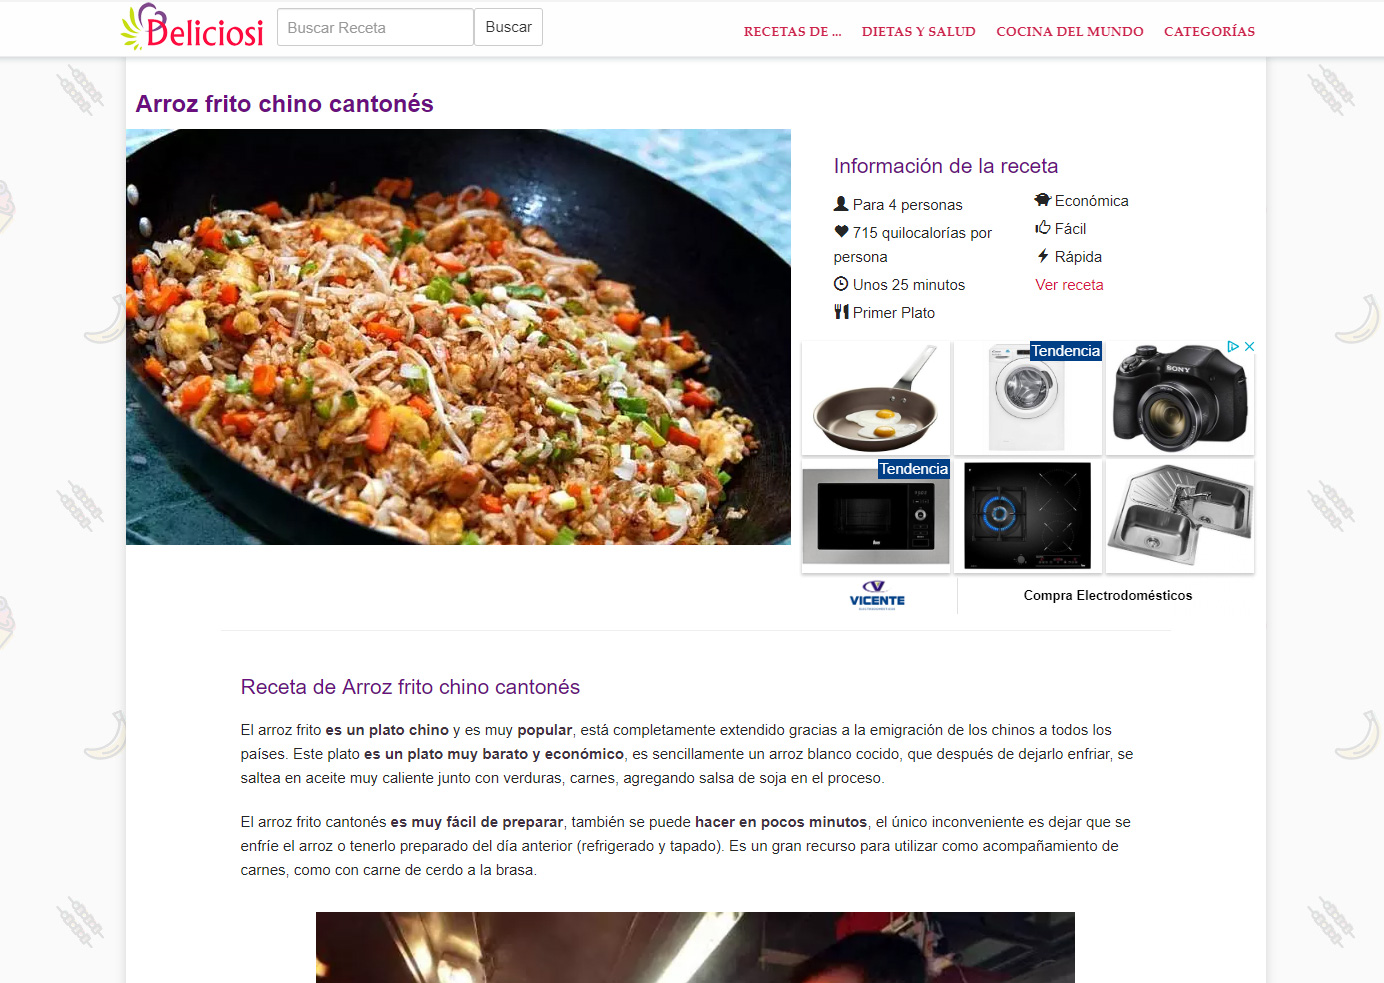 Deliciosi
Buscar Receta
Buscar
RECETAS DE ...
DIETAS Y SALUD
COCINA DEL MUNDO
CATEGORÍAS
Arroz frito chino cantonés
Información de la receta
Para 4 personas
715 quilocalorías por
persona
Unos 25 minutos
Primer Plato
Económica
Fácil
Rápida
Ver receta
Tendencia
SONY
Tendencia
VICENTE
Compra Electrodomésticos
Receta de Arroz frito chino cantonés
El arroz frito es un plato chino y es muy popular, está completamente extendido gracias a la emigración de los chinos a todos los
países. Este plato es un plato muy barato y económico, es sencillamente un arroz blanco cocido, que después de dejarlo enfriar, se
saltea en aceite muy caliente junto con verduras, carnes, agregando salsa de soja en el proceso.
El arroz frito cantonés es muy fácil de preparar, también se puede hacer en pocos minutos, el único inconveniente es dejar que se
enfríe el arroz o tenerlo preparado del día anterior (refrigerado y tapado). Es un gran recurso para utilizar como acompañamiento de
carnes, como con carne de cerdo a la brasa.